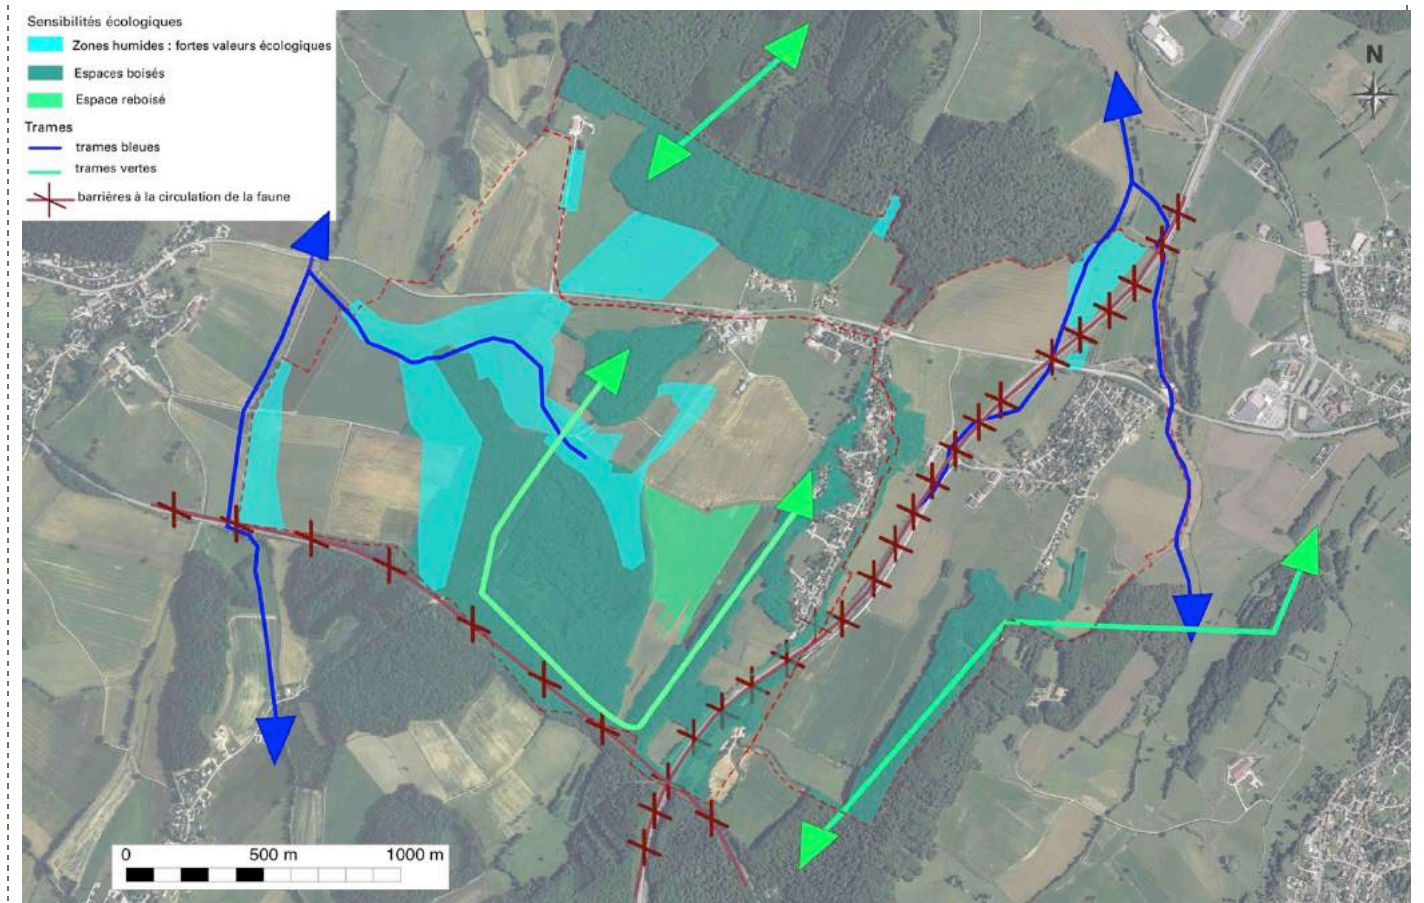 Sensibilités écologiques
Zones humides : fortes valeurs écologiques
Espaces boisés
Espace reboisé
Trames
trames bleues
trames vertes
barrières à la circulation de la faune
N
0 500 m 1000 m